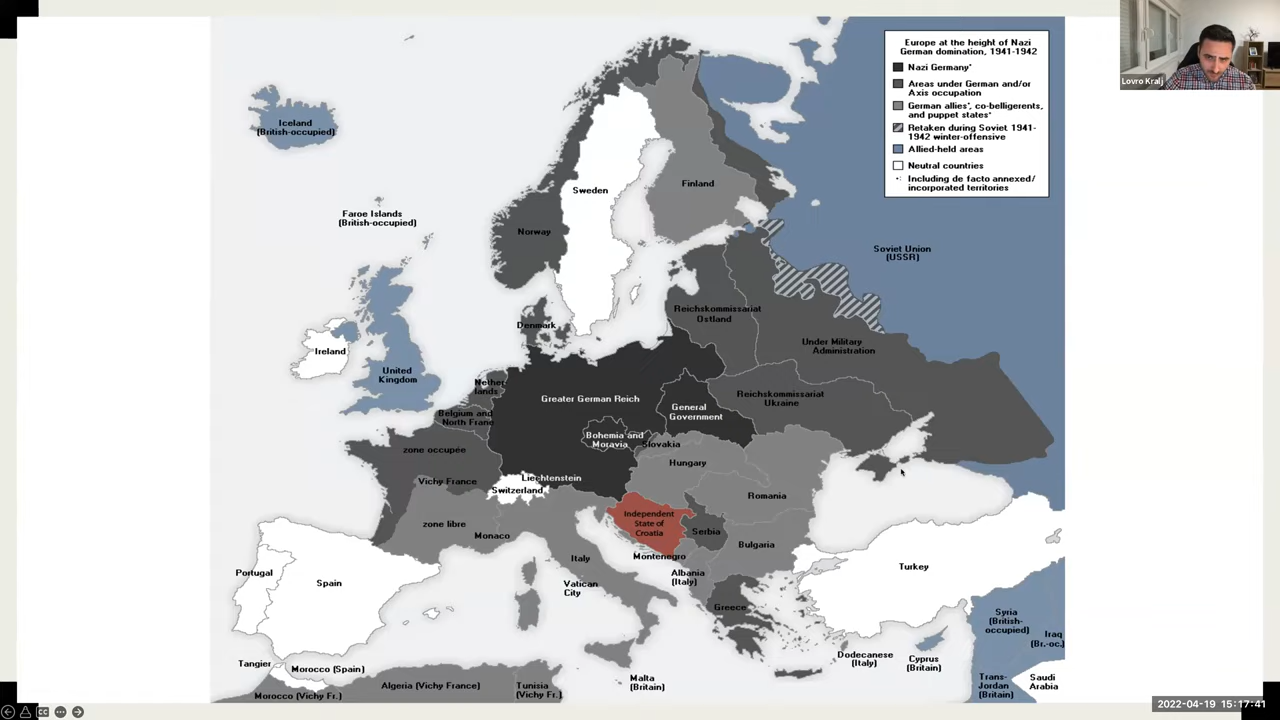 Europe at the height of Nazi
German domination, 1941-1942
Nazi Germany*
Areas under German and/or
Axis occupation
German allies*, co-belligerents,
and puppet states*
Retaken during Soviet 1941-
1942 winter-offensive
Allied-held areas
Neutral countries
Including de facto annexed/
incorporated territories
Lovro Kralj
Iceland
(British-occupied)
Faroe Islands
(British-occupied)
Sweden
Finland
Norway
Soviet Union
(USSR)
Denmark
Reichskommissariat
Ostland
Under Military
Administration
Ireland
United
Kingdom
Nether-
lands
Greater German Reich
General
Government
Reichskommissariat
Ukraine
Belgium and
North France
Bohemia and
Moravia
Slovakia
zone occupée
Hungary
Vichy France
Liechtenstein
Switzerland
Romania
zone libre
Independent
State of
Croatia
Serbia
Monaco
Bulgaria
Italy
Montenegro
Turkey
Portugal
Spain
Vatican
City
Albania
(Italy)
Greece
Syria
(British-
occupied)
Iraq
(Br.-oc.)
Tangier
Morocco (Spain)
Dodecanese
(Italy)
Cyprus
(Britain)
Morocco (Vichy Fr.)
Algeria (Vichy France)
Tunisia
(Vichy Fr.)
Malta
(Britain)
Trans-
Jordan
(Britain)
Saudi
Arabia
CC
2022-04-19 15:17:41